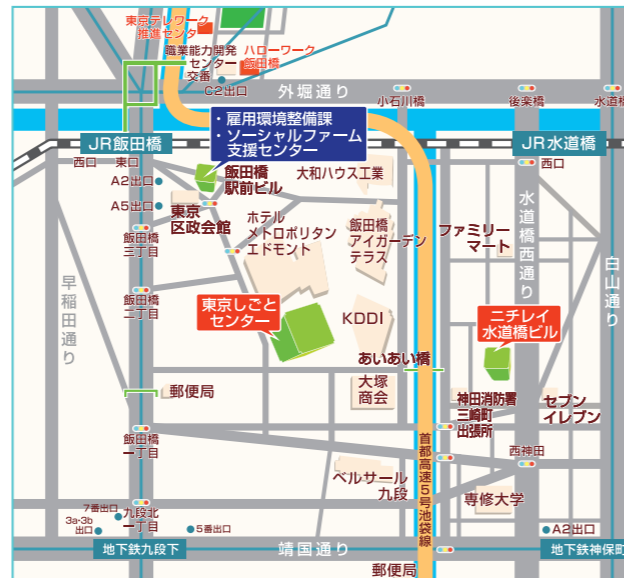 東京テレワーク
推進センター
職業能力開発
センター
ハローワーク
飯田橋
交番
C2出口
外堀通り
小石川橋
後楽橋
水道橋
JR飯田橋
・雇用環境整備課
・ソーシャルファーム
支援センター
JR水道橋
西口
東口
西口
A2出口
飯田橋
駅前ビル
大和ハウス工業
A5出口
東京
区政会館
ホテル
メトロポリタン
エドモント
飯田橋
アイガーデン
テラス
ファミリー
マート
水道橋西通り
白山通り
飯田橋
三丁目
早稲田通り
飯田橋
二丁目
東京しごと
センター
KDDI
ニチレイ
水道橋ビル
あいあい橋
郵便局
大塚
商会
神田消防署
三崎町
出張所
セブン
イレブン
飯田橋
一丁目
首都高速5号池袋線
西神田
ベルサール
九段
専修大学
7番出口
九段北
一丁目
3a・3b
出口
5番出口
A2出口
地下鉄九段下
靖国通り
地下鉄神保町
郵便局